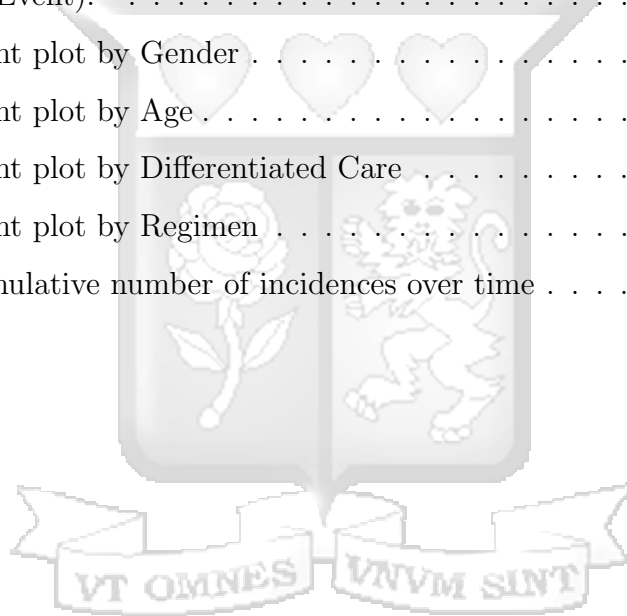 Event). . . . . . . . . . . . . . . . . . . .
nt plot by Gender . . . . . . . . . . . . . . .
nt plot by Age . . . . . . . . . . . . . . . . .
nt plot by Differentiated Care . . . . . . . . .
nt plot by Regimen . . . . . . . . . . . . . .
mulative number of incidences over time . . . .
VT OMNES VNVM SINT